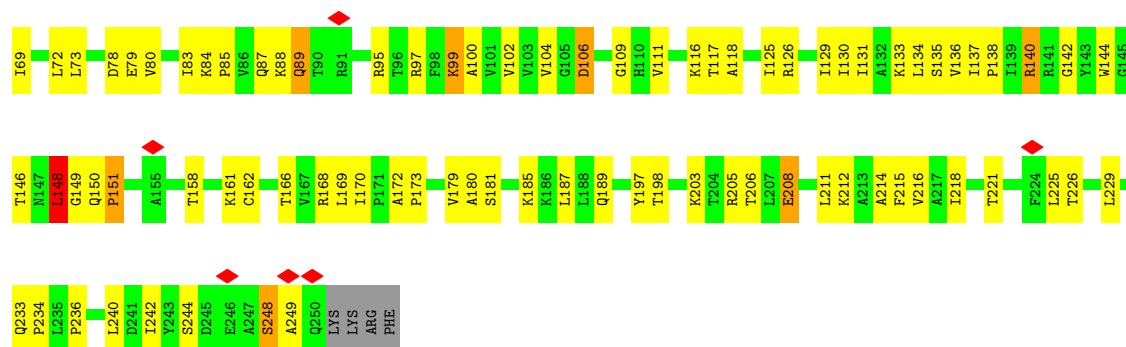 I69 L72 L73 D78 E79 V80 I83 K84 P85 V86 Q87 K88 Q89 T90 R91 R95 T96 R97 F98 K99 A100 V101 V102 V103 V104 G105 D106 G109 H110 V111 K116 T117 A118 I125 R126 I129 I130 I131 A132 K133 L134 S135 V136 I137 P138 I139 R140 R141 G142 Y143 W144 G145
T146 N147 L148 G149 Q150 P151 A155 T158 K161 C162 T166 V167 R168 L169 I170 P171 A172 P173 V179 A180 S181 K185 K186 L187 L188 Q189 Y197 T198 K203 T204 R205 T206 L207 E208 L211 K212 A213 A214 F215 V216 A217 I218 T221 F224 L225 T226 L229
Q233 P234 L235 P236 L240 D241 I242 Y243 S244 D245 E246 A247 S248 A249 Q250 LYS LYS ARG PHE